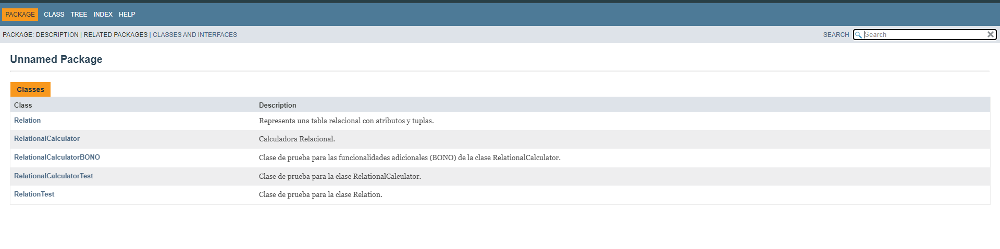 PACKAGE CLASS TREE INDEX HELP
PACKAGE: DESCRIPTION | RELATED PACKAGES | CLASSES AND INTERFACES SEARCH Search
Unnamed Package
Classes
Class Description
Relation Representa una tabla relacional con atributos y tuplas.
RelationalCalculator Calculadora Relacional.
RelationalCalculatorBONO Clase de prueba para las funcionalidades adicionales (BONO) de la clase RelationalCalculator.
RelationalCalculatorTest Clase de prueba para la clase RelationalCalculator.
RelationTest Clase de prueba para la clase Relation.